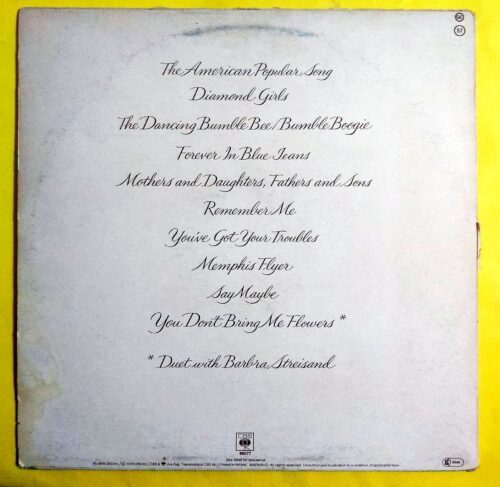 The American Popular Song
Diamond Girls
The Dancing Bumble Bee/Bumble Boogie
Forever In Blue Jeans
Mothers and Daughters, Fathers and Sons
Remember Me
You've Got Your Troubles
Memphis Flyer
Say Maybe
You Don't Bring Me Flowers *
* Duet with Barbra Streisand
CBS
86077